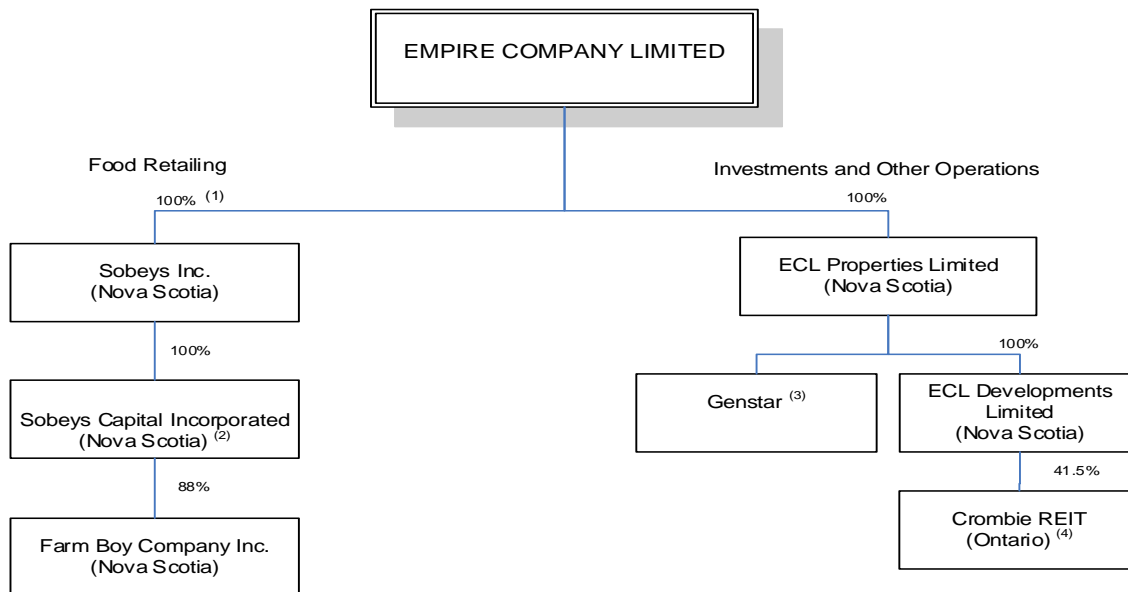 EMPIRE COMPANY LIMITED
Food Retailing
Investments and Other Operations
100% (1)
100%
Sobeys Inc.
(Nova Scotia)
ECL Properties Limited
(Nova Scotia)
100%
100%
Sobeys Capital Incorporated
(Nova Scotia) (2)
Genstar (3)
ECL Developments
Limited
(Nova Scotia)
88%
41.5%
Farm Boy Company Inc.
(Nova Scotia)
Crombie REIT
(Ontario) (4)